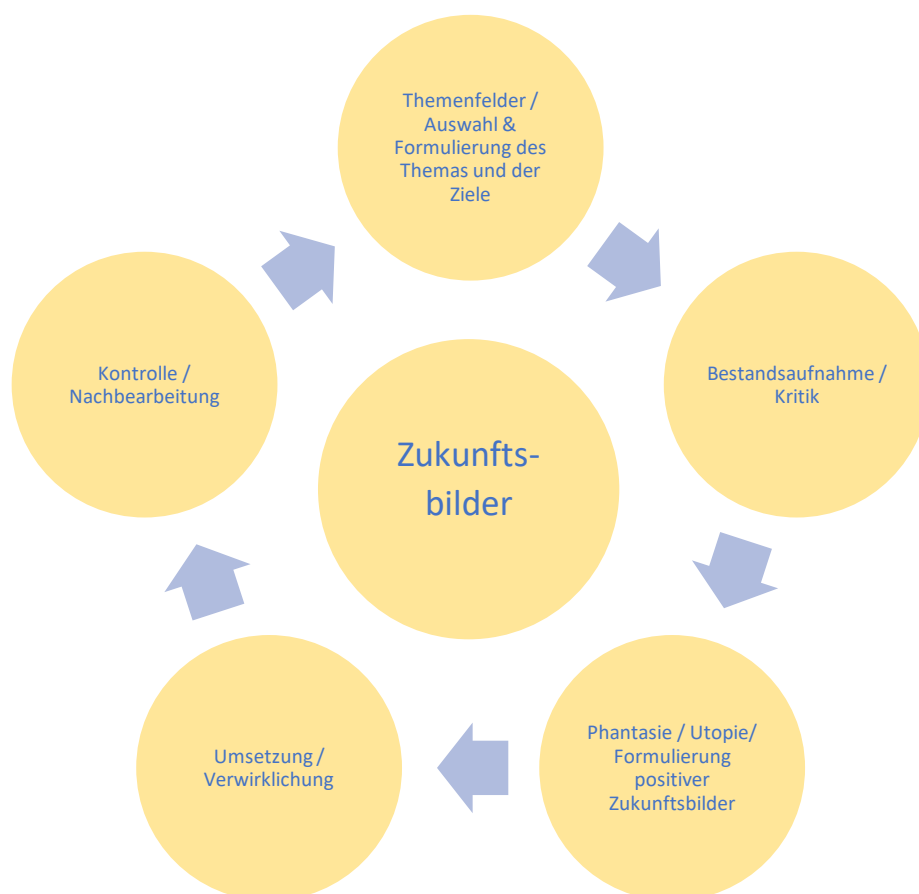 Themenfelder /
Auswahl &
Formulierung des
Themas und der
Ziele
Bestandsaufnahme /
Kritik
Phantasie / Utopie/
Formulierung
positiver
Zukunftsbilder
Umsetzung /
Verwirklichung
Kontrolle /
Nachbearbeitung
Zukunfts-
bilder